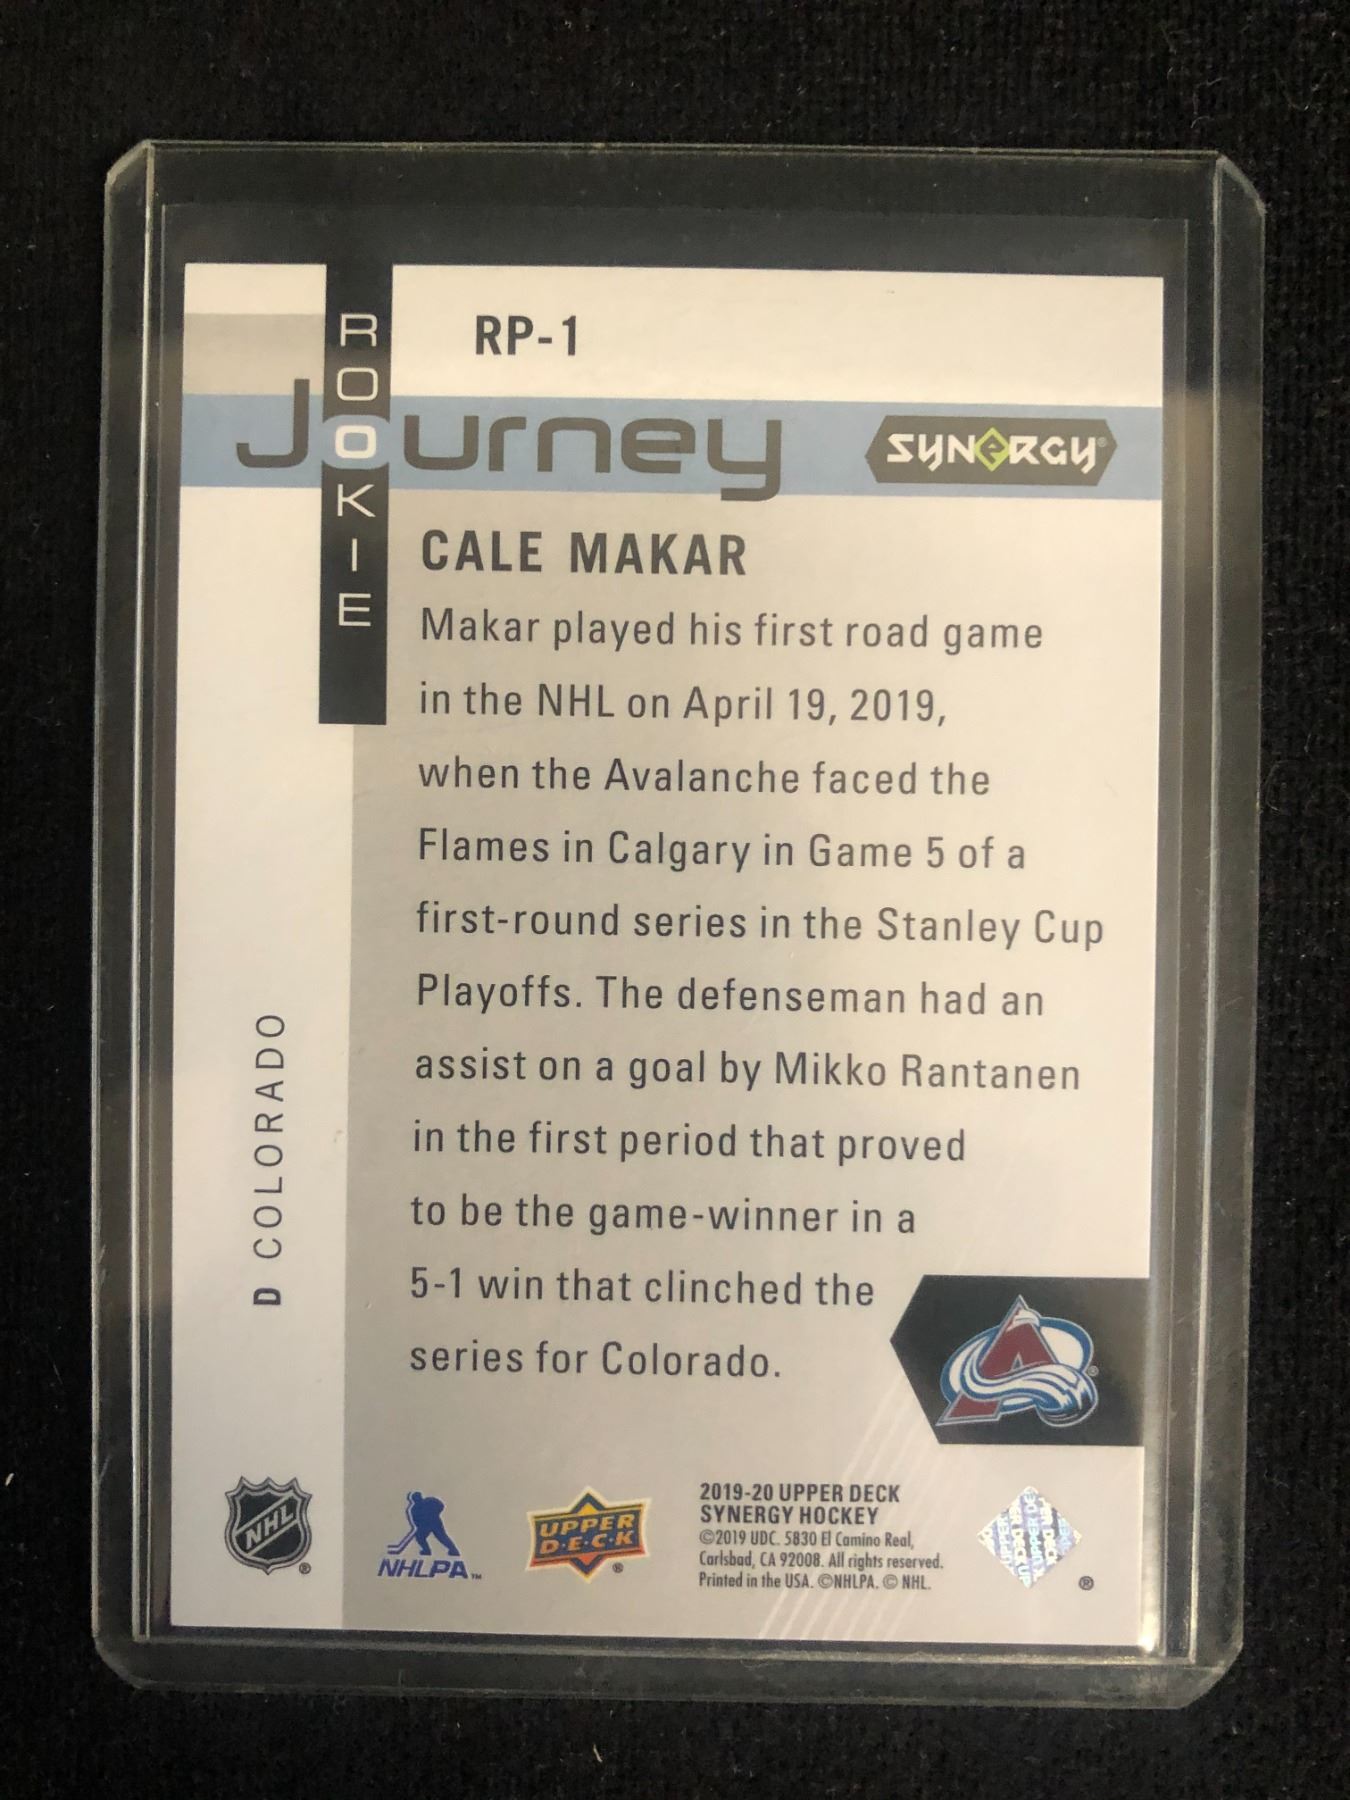 RP-1
ROOKIE
Journey
SYNERGY®
CALE MAKAR
Makar played his first road game
in the NHL on April 19, 2019,
when the Avalanche faced the
Flames in Calgary in Game 5 of a
first-round series in the Stanley Cup
Playoffs. The defenseman had an
assist on a goal by Mikko Rantanen
in the first period that proved
to be the game-winner in a
5-1 win that clinched the
series for Colorado.
D COLORADO
A ®
NHL ®
NHLPA™
UPPER
D·E·C·K ®
2019-20 UPPER DECK
SYNERGY HOCKEY
©2019 UDC. 5830 El Camino Real,
Carlsbad, CA 92008. All rights reserved.
Printed in the USA. ©NHLPA. © NHL.
UPPER DECK
®